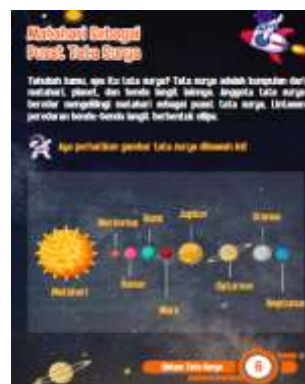 Matahari Sebagai
Pusat Tata Surya
Tahukah kamu, apa itu tata surya? Tata surya adalah kumpulan dari
matahari, planet, dan benda langit lainnya. Anggota tata surya
beredar mengelilingi matahari sebagai pusat tata surya. Lintasan
peredaran benda-benda langit berbentuk elips.
Ayo perhatikan gambar tata surya dibawah ini!
Merkurius
Bumi
Jupiter
Uranus
Matahari
Venus
Mars
Saturnus
Neptunus
Sistem Tata Surya
6